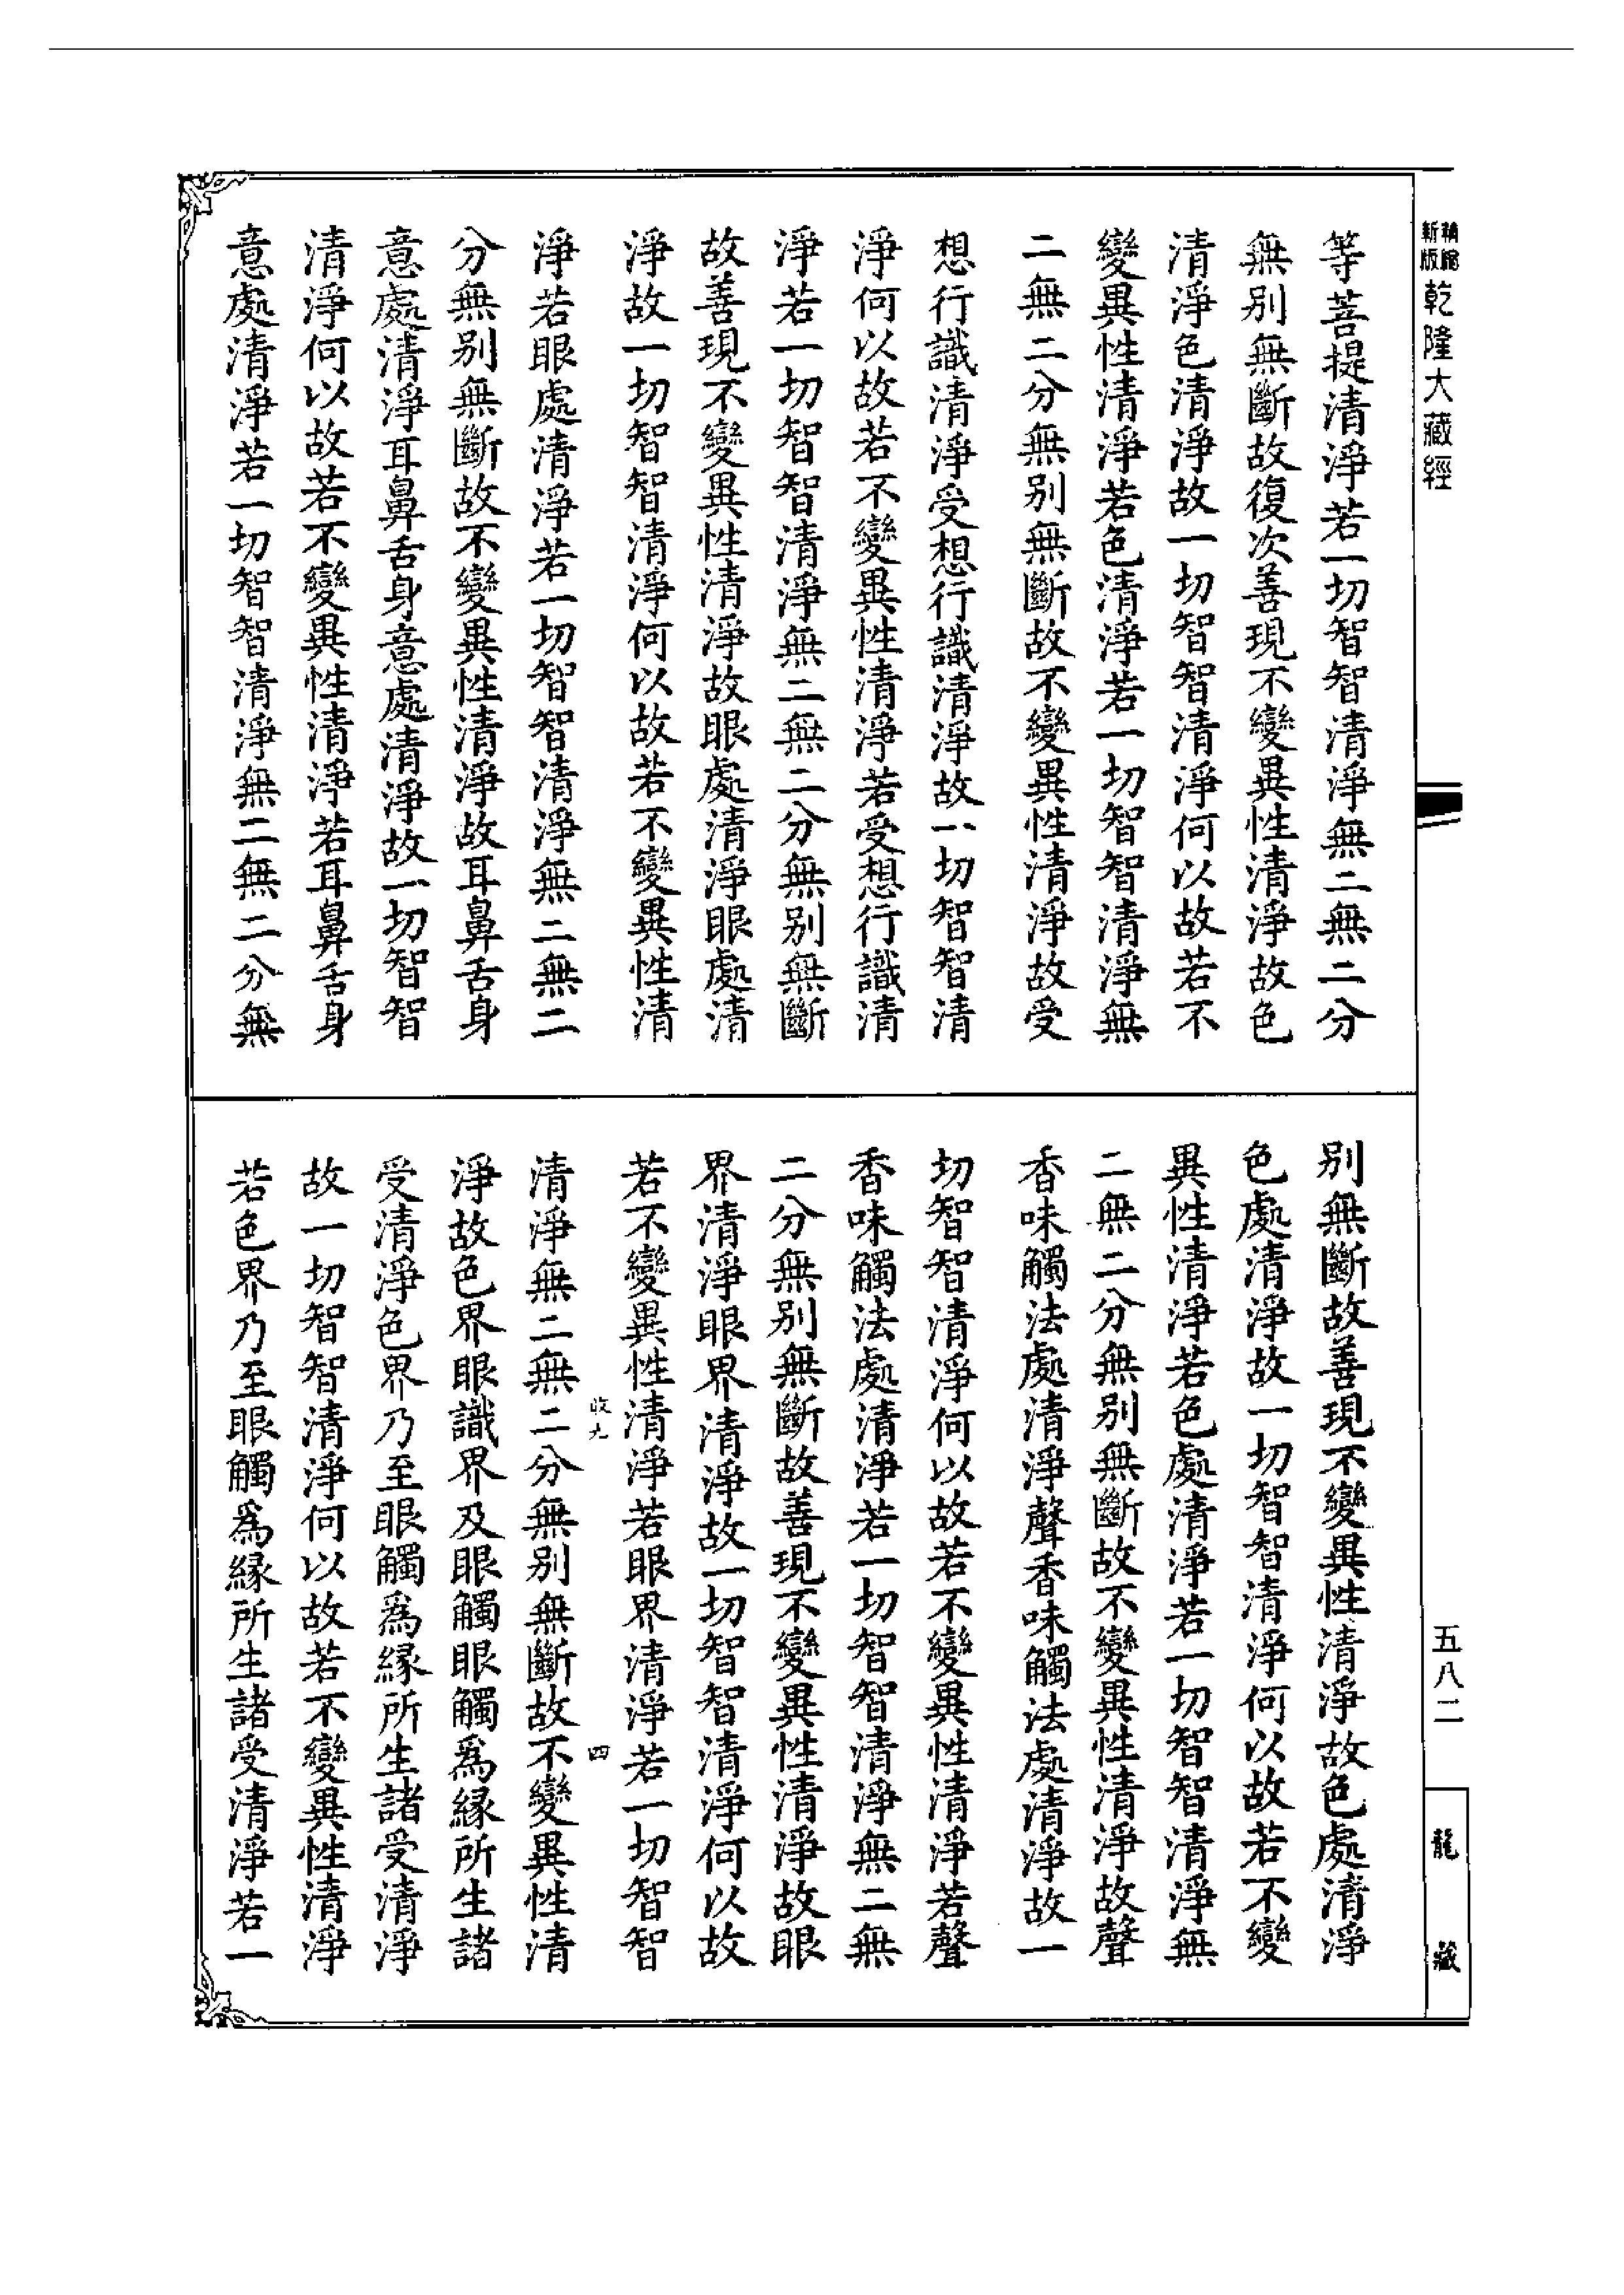 精縮新版乾隆大藏經
等菩提清淨若一切智智清淨無二無二分
無别無斷故復次善現不變異性清淨故色
清淨色清淨故一切智智清淨何以故若不
變異性清淨若色清淨若一切智智清淨無
二無二分無别無斷故不變異性清淨故受
想行識清淨受想行識清淨故一切智智清
淨何以故若不變異性清淨若受想行識清
淨若一切智智清淨無二無二分無别無斷
故善現不變異性清淨故眼處清淨眼處清
淨故一切智智清淨何以故若不變異性清
淨若眼處清淨若一切智智清淨無二無二
分無别無斷故不變異性清淨故耳鼻舌身
意處清淨耳鼻舌身意處清淨故一切智智
清淨何以故若不變異性清淨若耳鼻舌身
意處清淨若一切智智清淨無二無二分無
别無斷故善現不變異性清淨故色處清淨
色處清淨故一切智智清淨何以故若不變
異性清淨若色處清淨若一切智智清淨無
二無二分無别無斷故不變異性清淨故聲
香味觸法處清淨聲香味觸法處清淨故一
切智智清淨何以故若不變異性清淨若聲
香味觸法處清淨若一切智智清淨無二無
二分無别無斷故善現不變異性清淨故眼
界清淨眼界清淨故一切智智清淨何以故
若不變異性清淨若眼界清淨若一切智智
收九 四
清淨無二無二分無别無斷故不變異性清
淨故色界眼識界及眼觸眼觸爲緣所生諸
受清淨色界乃至眼觸爲緣所生諸受清淨
故一切智智清淨何以故若不變異性清淨
若色界乃至眼觸爲緣所生諸受清淨若一
五八二
龍藏